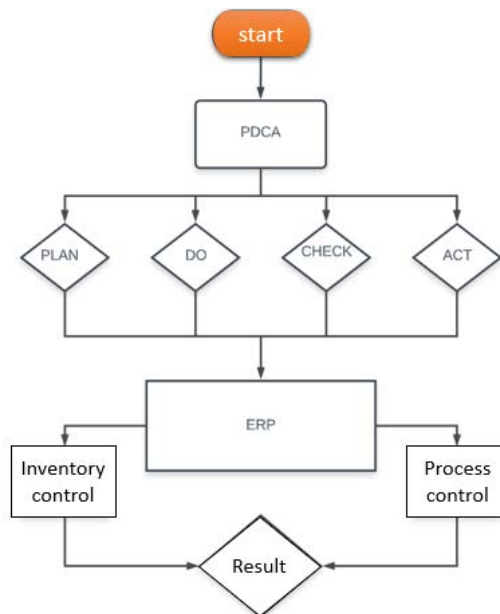 start
PDCA
PLAN
DO
CHECK
ACT
ERP
Inventory
control
Process
control
Result